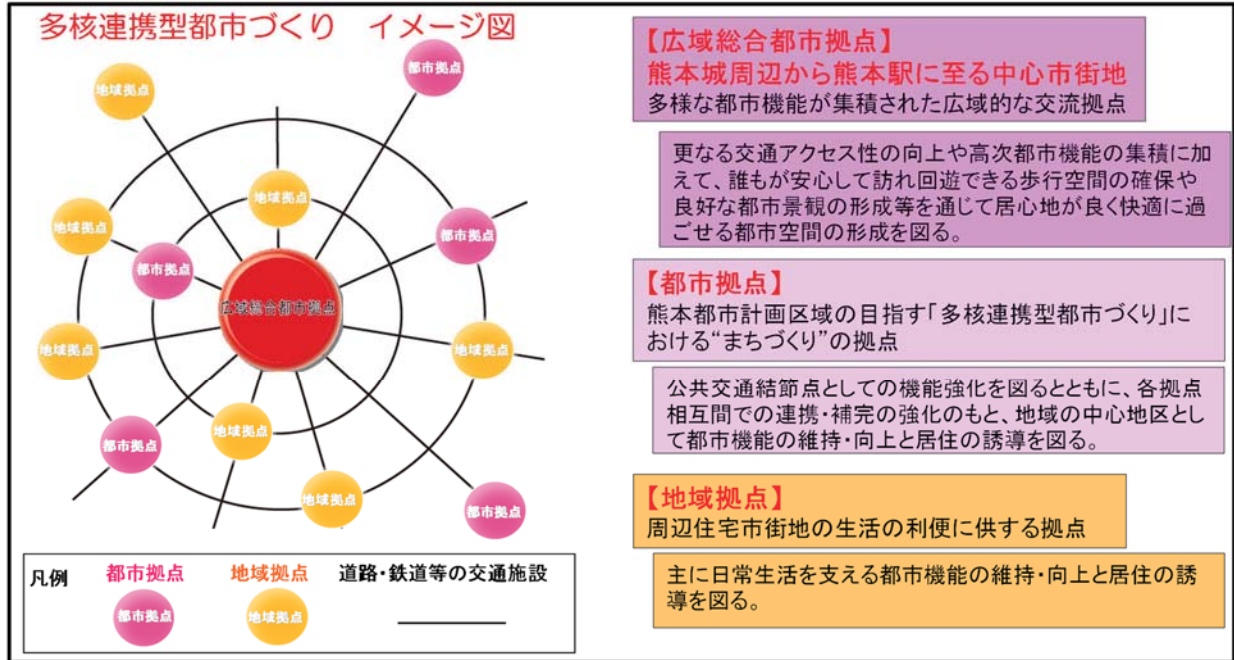 多核連携型都市づくり イメージ図
都市拠点
地域拠点
地域拠点
地域拠点
都市拠点
都市拠点
広域総合都市拠点
地域拠点
地域拠点
地域拠点
都市拠点
地域拠点
都市拠点
凡例
都市拠点
地域拠点
道路・鉄道等の交通施設
都市拠点
地域拠点
【広域総合都市拠点】
熊本城周辺から熊本駅に至る中心市街地
多様な都市機能が集積された広域的な交流拠点
更なる交通アクセス性の向上や高次都市機能の集積に加
えて、誰もが安心して訪れ回遊できる歩行空間の確保や
良好な都市景観の形成等を通じて居心地が良く快適に過
ごせる都市空間の形成を図る。
【都市拠点】
熊本都市計画区域の目指す「多核連携型都市づくり」に
おける“まちづくり”の拠点
公共交通結節点としての機能強化を図るとともに、各拠点
相互間での連携・補完の強化のもと、地域の中心地区とし
て都市機能の維持・向上と居住の誘導を図る。
【地域拠点】
周辺住宅市街地の生活の利便に供する拠点
主に日常生活を支える都市機能の維持・向上と居住の誘
導を図る。